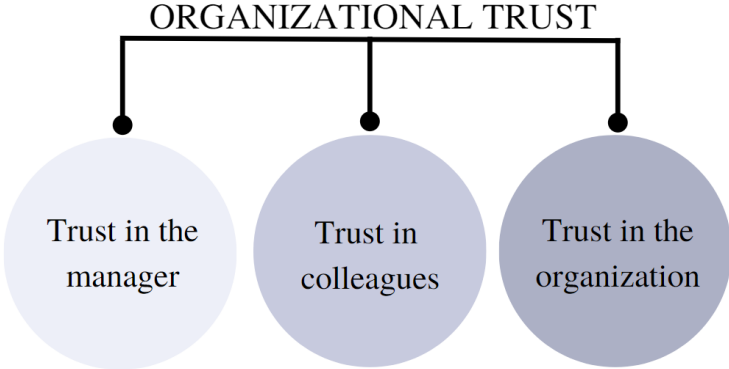 ORGANIZATIONAL TRUST
Trust in the
manager
Trust in
colleagues
Trust in the
organization